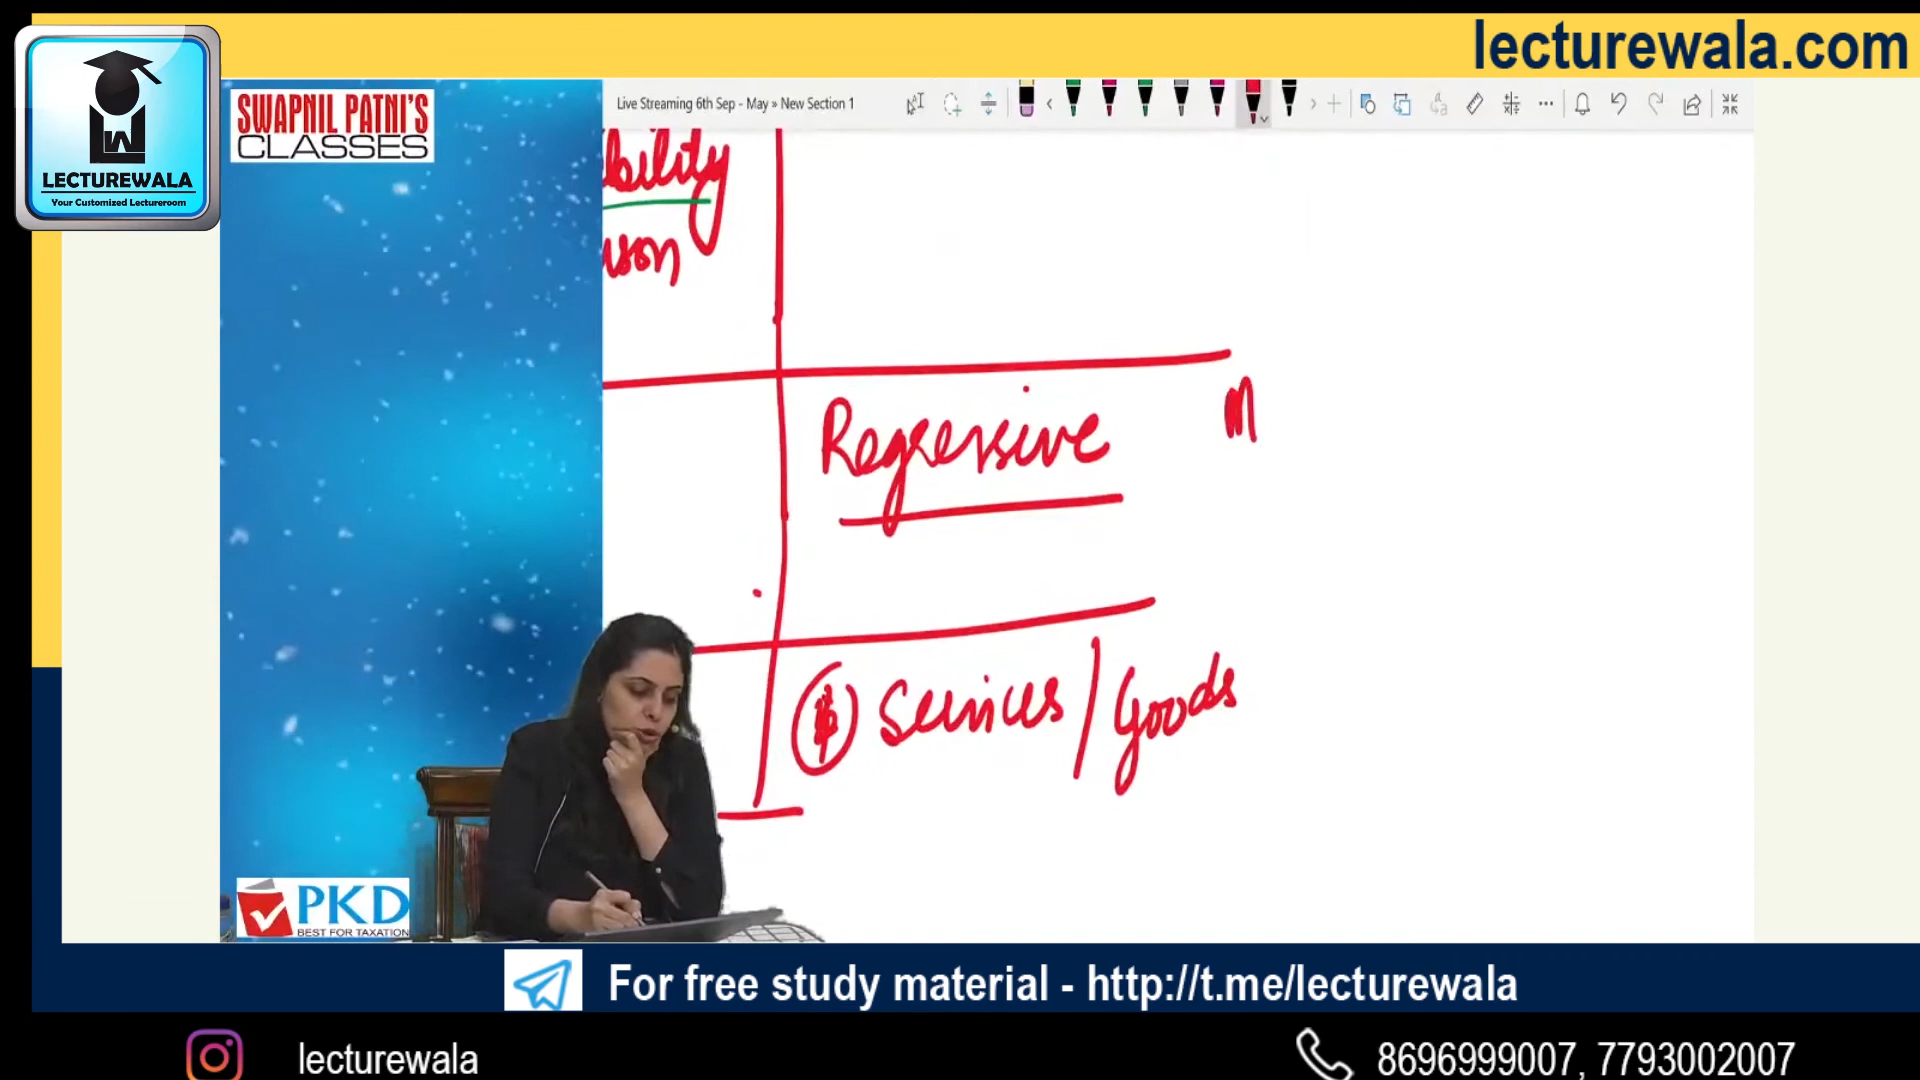 lecturewala.com
SWAPNIL PATNI'S
CLASSES
LECTUREWALA
Your Customized Lectureroom
Live Streaming 6th Sep - May » New Section 1
bility
son
Regressive
Services / Goods
PKD
BEST FOR TAXATION
For free study material - http://t.me/lecturewala
lecturewala
8696999007, 7793002007